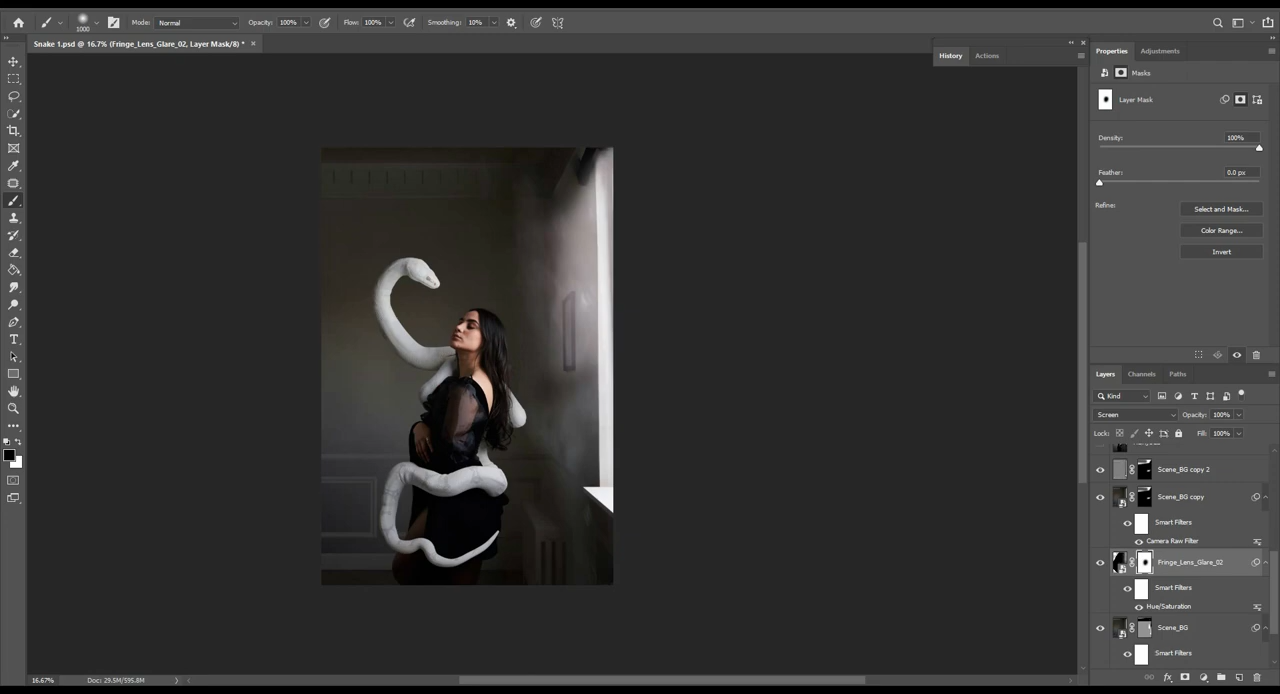 1000
Mode: Normal
Opacity: 100%
Flow: 100%
Smoothing: 10%
Snake 1.psd @ 16.7% (Fringe_Lens_Glare_02, Layer Mask/8) *
History
Actions
Properties
Adjustments
Masks
Layer Mask
Density: 100%
Feather: 0.0 px
Refine:
Select and Mask...
Color Range...
Invert
Layers
Channels
Paths
Kind
Screen
Opacity: 100%
Lock:
Fill: 100%
Scene_BG copy 2
Scene_BG copy
Smart Filters
Camera Raw Filter
Fringe_Lens_Glare_02
Smart Filters
Hue/Saturation
Scene_BG
Smart Filters
16.67%
Doc: 29.5M/595.8M